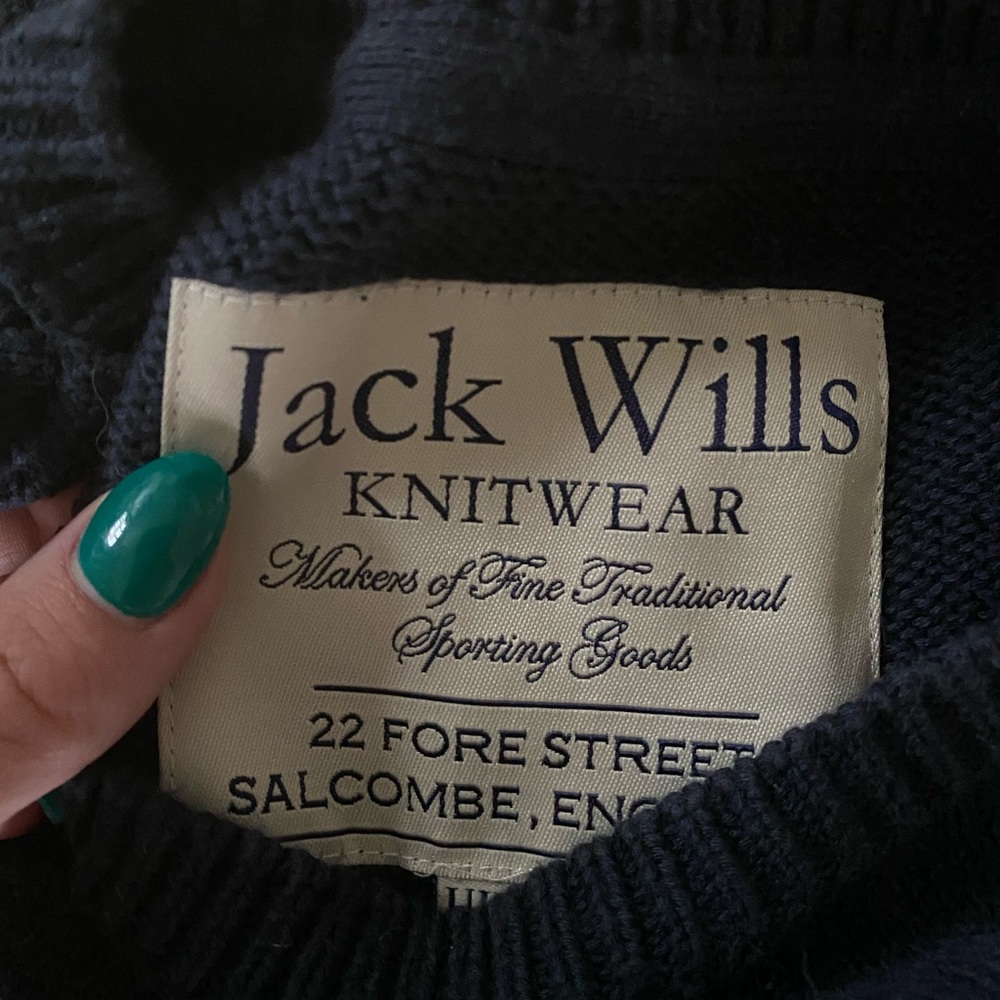 Jack Wills
KNITWEAR
Makers of Fine Traditional
Sporting Goods
22 FORE STREET
SALCOMBE,